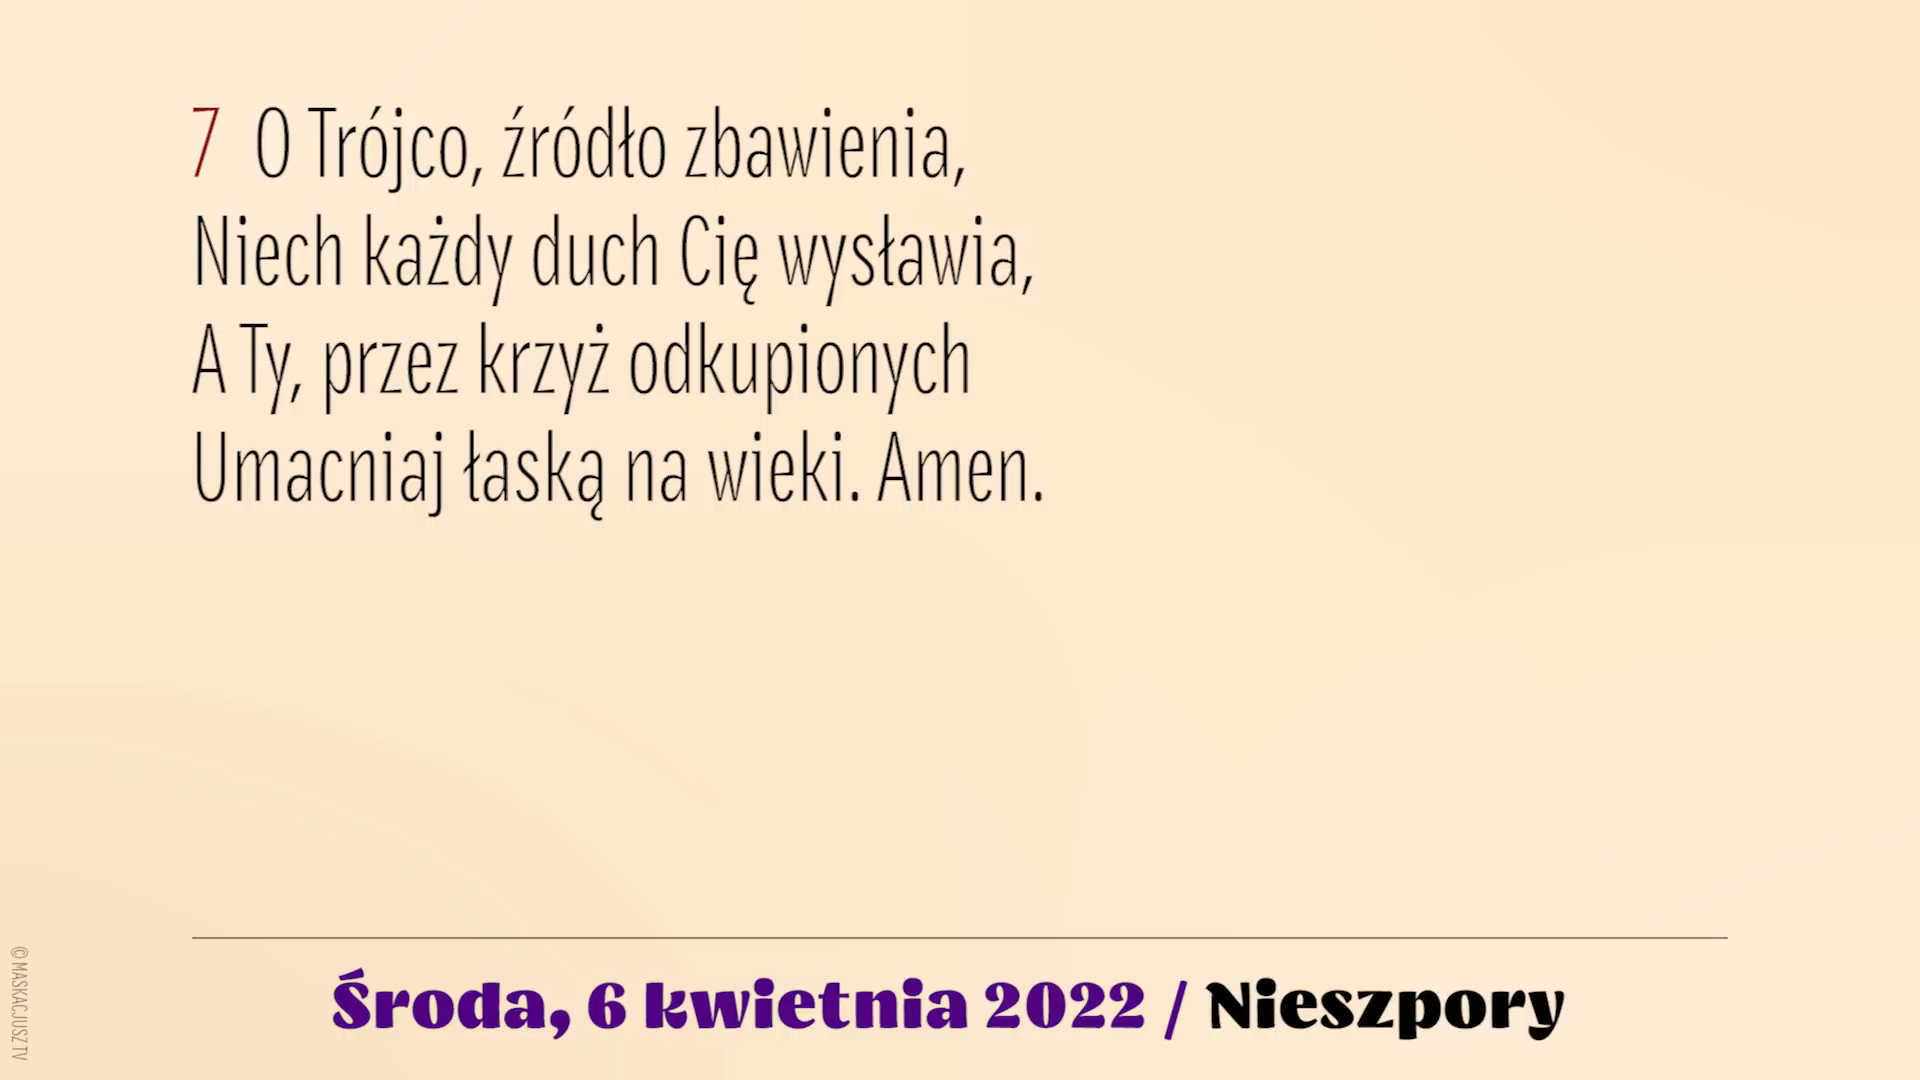 7 O Trójco, źródło zbawienia,
Niech każdy duch Cię wysławia,
A Ty, przez krzyż odkupionych
Umacniaj łaską na wieki. Amen.
Środa, 6 kwietnia 2022 / Nieszpory
© MASKACJUSZ TV